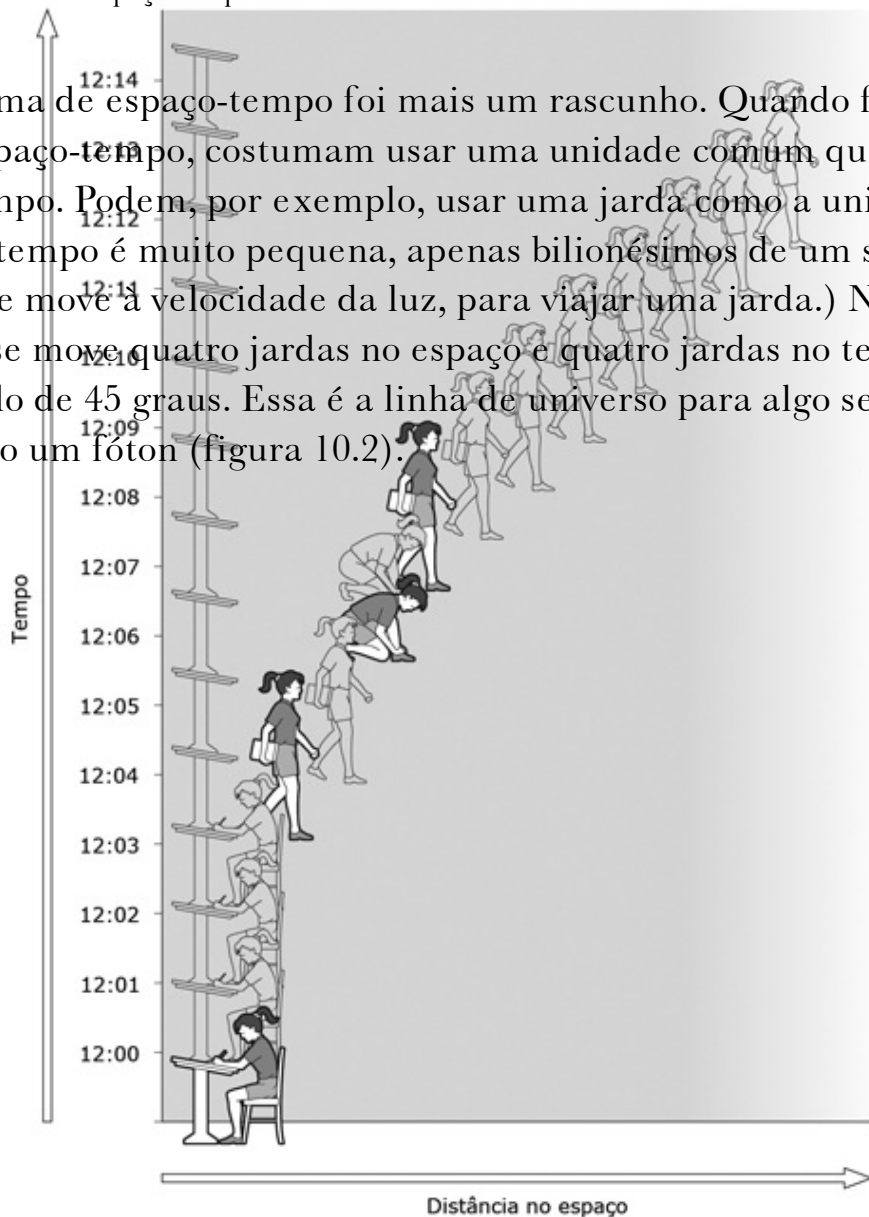 12:14
ma de espaço-tempo foi mais um rascunho. Quando f
paço-tempo, costumam usar uma unidade comum qu
12:13
npo. Podem, por exemplo, usar uma jarda como a uni
12:12
tempo é muito pequena, apenas bilionésimos de um s
12:11
e move à velocidade da luz, para viajar uma jarda.) N
se move quatro jardas no espaço e quatro jardas no te
12:10
lo de 45 graus. Essa é a linha de universo para algo se
12:09
o um fóton (figura 10.2).
12:08
12:07
Tempo
12:06
12:05
12:04
12:03
12:02
12:01
12:00
Distância no espaço